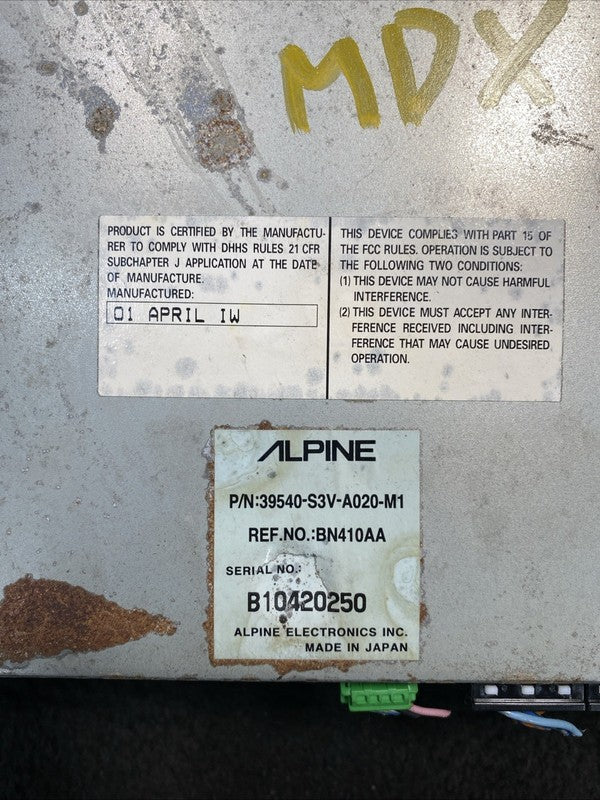 MDX
PRODUCT IS CERTIFIED BY THE MANUFACTU-
RER TO COMPLY WITH DHHS RULES 21 CFR
SUBCHAPTER J APPLICATION AT THE DATE
OF MANUFACTURE.
MANUFACTURED:
01 APRIL IW
THIS DEVICE COMPLIES WITH PART 15 OF
THE FCC RULES. OPERATION IS SUBJECT TO
THE FOLLOWING TWO CONDITIONS:
(1) THIS DEVICE MAY NOT CAUSE HARMFUL
INTERFERENCE.
(2) THIS DEVICE MUST ACCEPT ANY INTER-
FERENCE RECEIVED INCLUDING INTER-
FERENCE THAT MAY CAUSE UNDESIRED
OPERATION.
ALPINE
P/N:39540-S3V-A020-M1
REF.NO.:BN410AA
SERIAL NO.:
B10420250
ALPINE ELECTRONICS INC.
MADE IN JAPAN